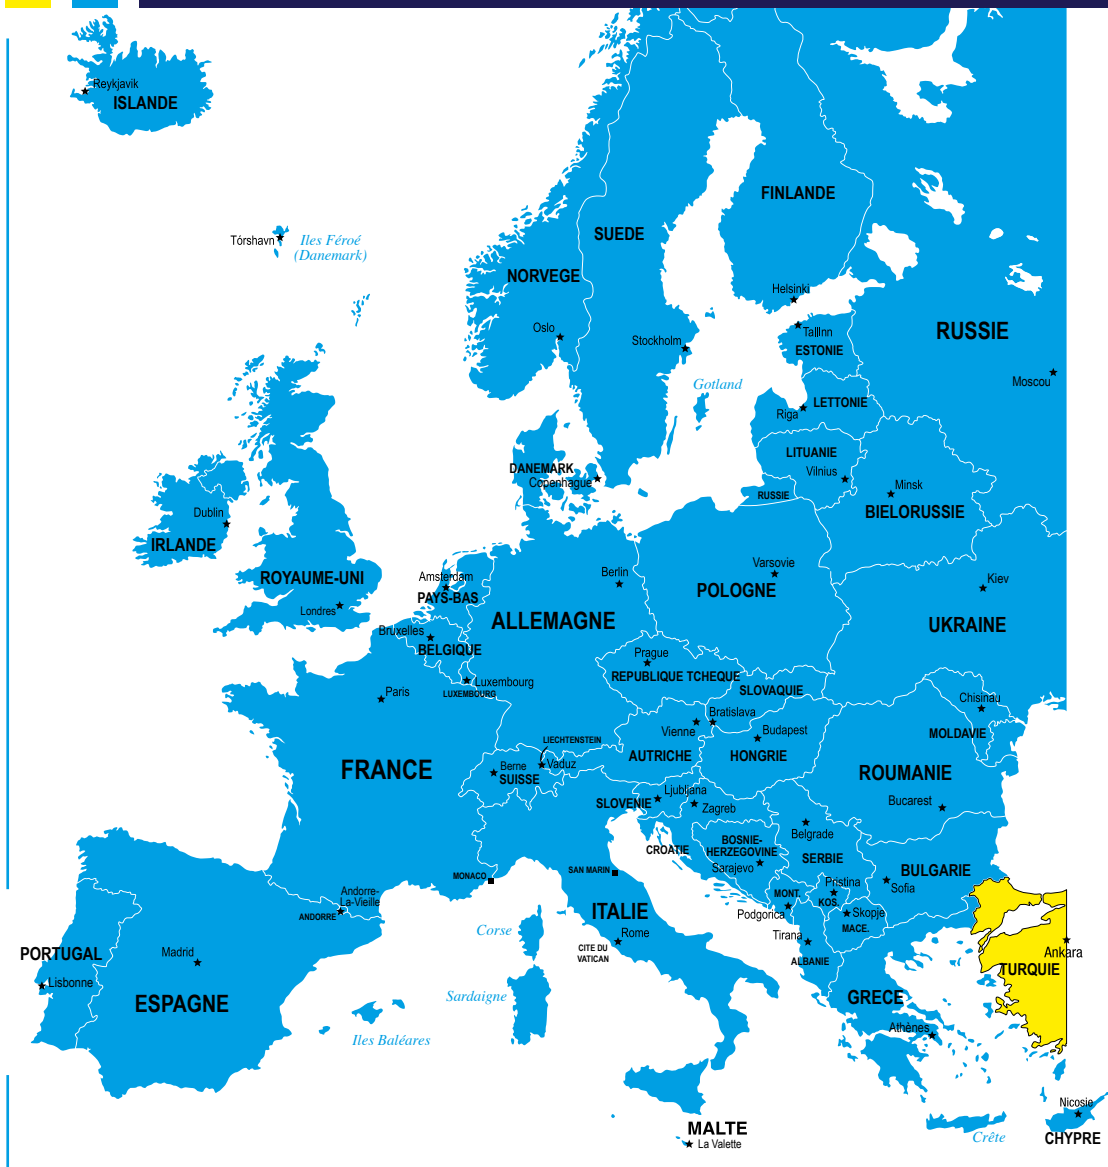 Reykjavik
ISLANDE
FINLANDE
SUEDE
Tórshavn
Iles Féroé
(Danemark)
NORVEGE
Helsinki
Oslo
Stockholm
Tallinn
ESTONIE
RUSSIE
Moscou
Gotland
Riga
LETTONIE
LITUANIE
Vilnius
DANEMARK
Copenhague
RUSSIE
Minsk
BIELORUSSIE
Dublin
IRLANDE
ROYAUME-UNI
Londres
Amsterdam
PAYS-BAS
Berlin
ALLEMAGNE
Varsovie
POLOGNE
Kiev
UKRAINE
Bruxelles
BELGIQUE
Luxembourg
LUXEMBOURG
Prague
REPUBLIQUE TCHEQUE
SLOVAQUIE
Paris
Bratislava
Vienne
Budapest
Chisinau
MOLDAVIE
LIECHTENSTEIN
Vaduz
Berne
SUISSE
AUTRICHE
HONGRIE
FRANCE
ROUMANIE
Bucarest
Ljubljana
SLOVENIE
Zagreb
CROATIE
BOSNIE-
HERZEGOVINE
Sarajevo
Belgrade
SERBIE
BULGARIE
Sofia
MONACO
SAN MARIN
Andorre-
La-Vieille
ANDORRE
MONT.
Podgorica
Pristina
KOS.
Skopje
MACE.
ITALIE
Rome
CITE DU
VATICAN
Corse
Tirana
ALBANIE
PORTUGAL
Lisbonne
Madrid
ESPAGNE
Sardaigne
Iles Baléares
GRECE
Athènes
Ankara
TURQUIE
MALTE
La Valette
Crête
Nicosie
CHYPRE